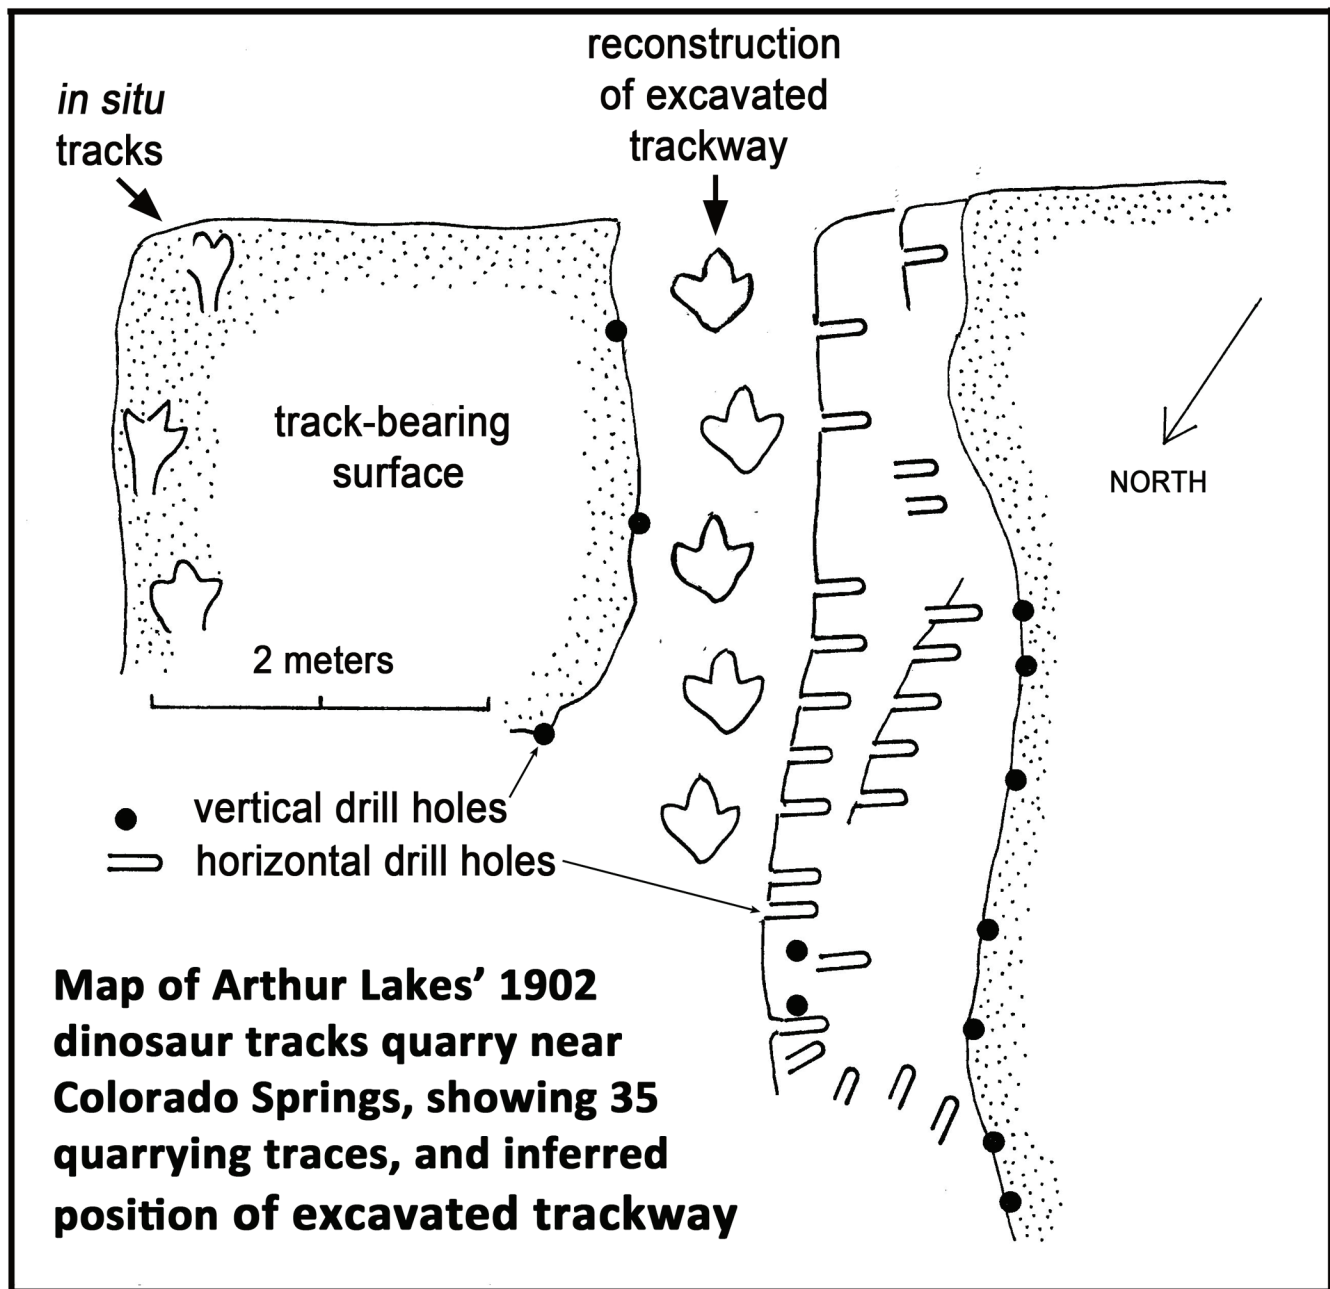 in situ
tracks
reconstruction
of excavated
trackway
track-bearing
surface
NORTH
2 meters
vertical drill holes
horizontal drill holes
Map of Arthur Lakes’ 1902
dinosaur tracks quarry near
Colorado Springs, showing 35
quarrying traces, and inferred
position of excavated trackway